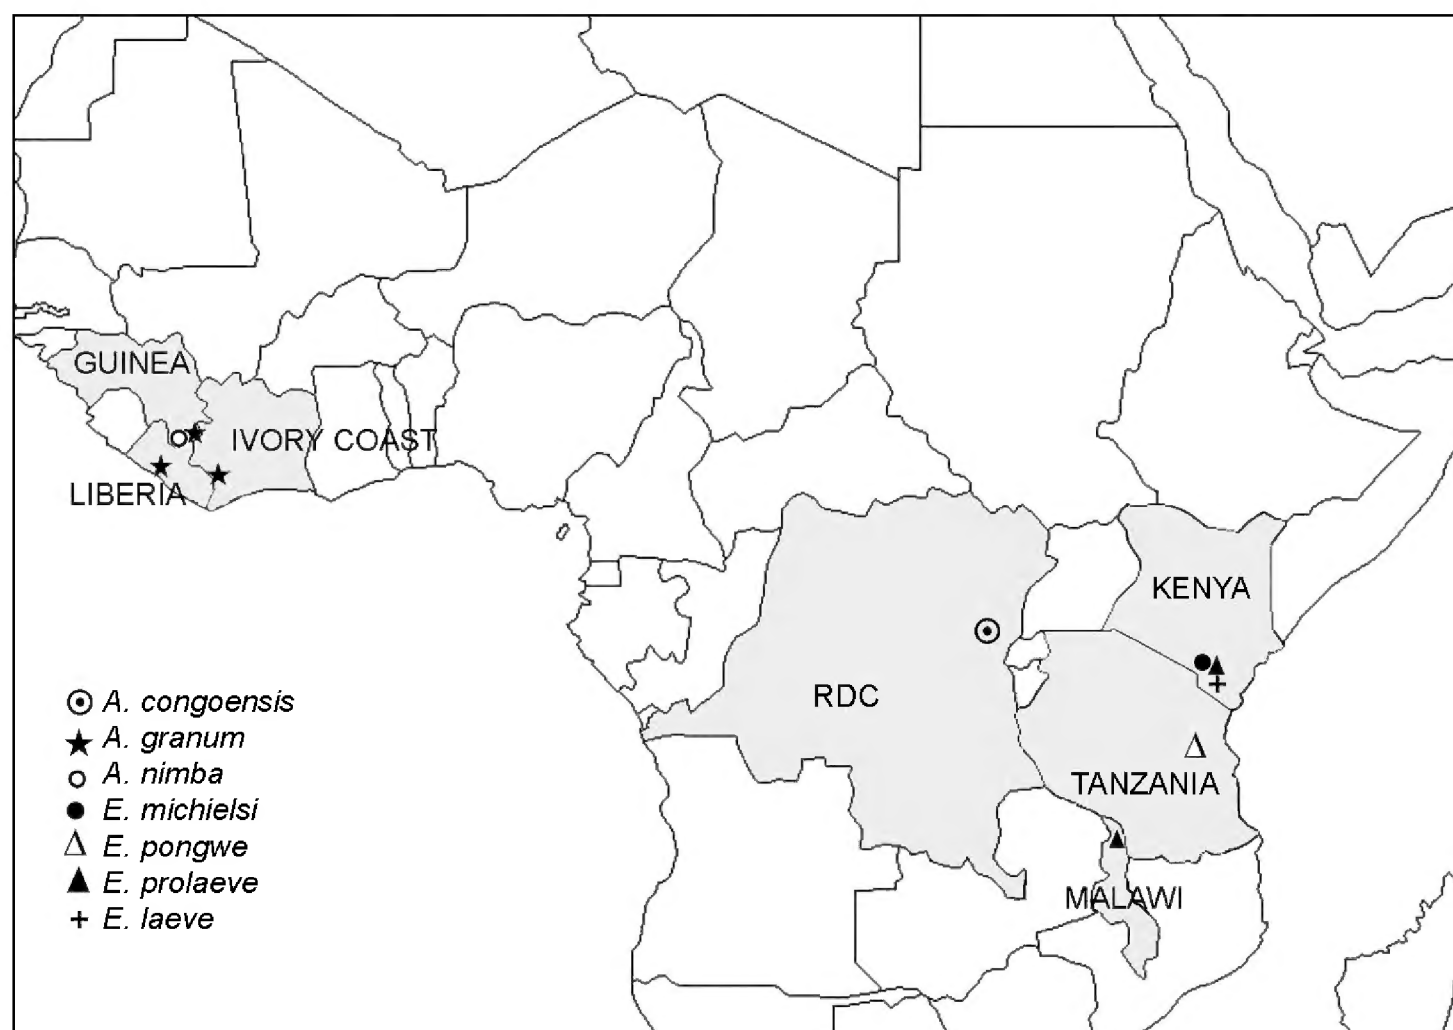 GUINEA
IVORY COAST
LIBERIA
KENYA
RDC
TANZANIA
MALAWI
A. congoensis
A. granum
A. nimba
E. michielsi
E. pongwe
E. prolaeve
E. laeve